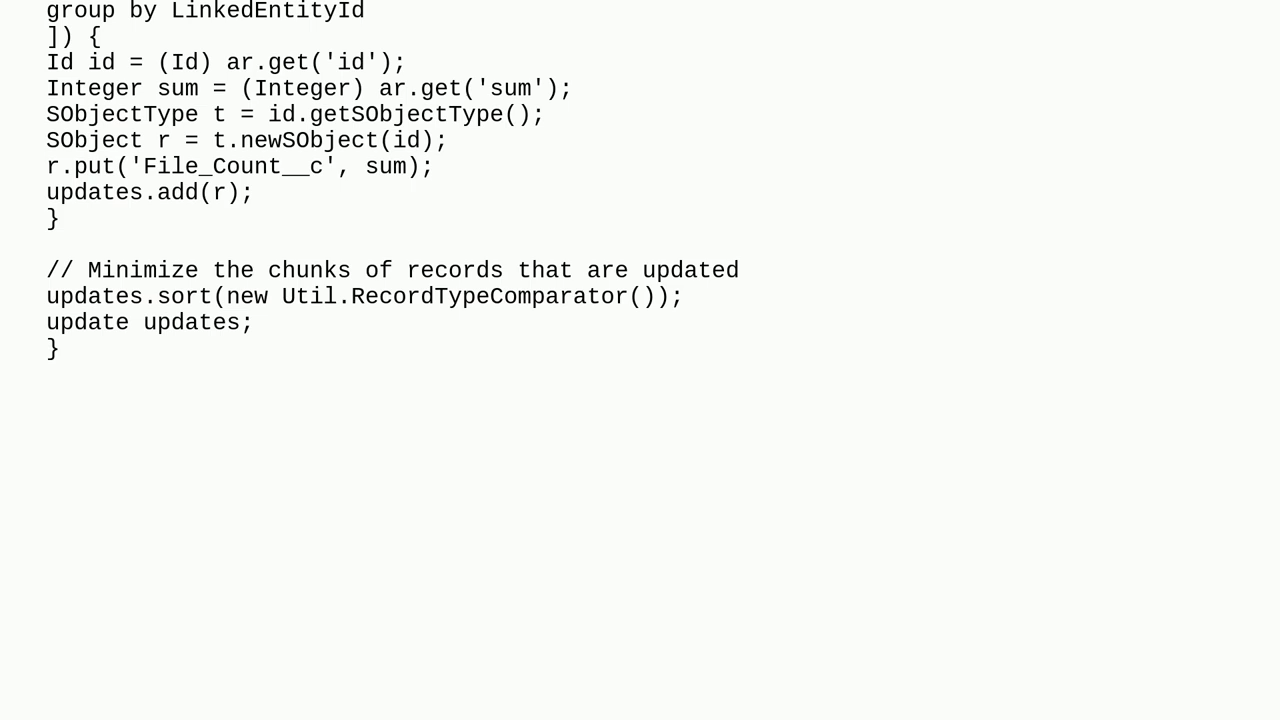 group by LinkedEntityId
]) {
Id id = (Id) ar.get('id');
Integer sum = (Integer) ar.get('sum');
SObjectType t = id.getSObjectType();
SObject r = t.newSObject(id);
r.put('File_Count__c', sum);
updates.add(r);
}

// Minimize the chunks of records that are updated
updates.sort(new Util.RecordTypeComparator());
update updates;
}